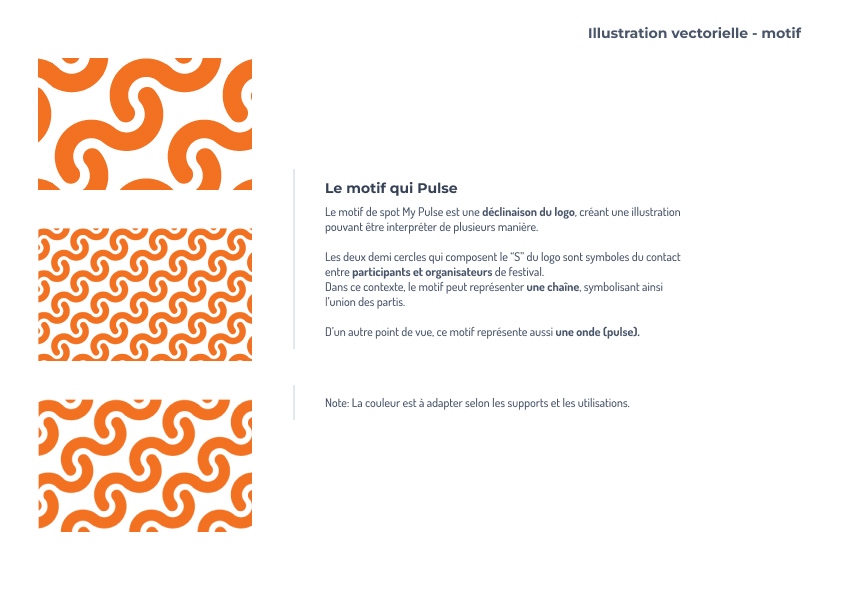 Illustration vectorielle - motif
Le motif qui Pulse
Le motif de spot My Pulse est une déclinaison du logo, créant une illustration
pouvant être interpréter de plusieurs manière.
Les deux demi cercles qui composent le “S” du logo sont symboles du contact
entre participants et organisateurs de festival.
Dans ce contexte, le motif peut représenter une chaîne, symbolisant ainsi
l’union des partis.
D’un autre point de vue, ce motif représente aussi une onde (pulse).
Note: La couleur est à adapter selon les supports et les utilisations.